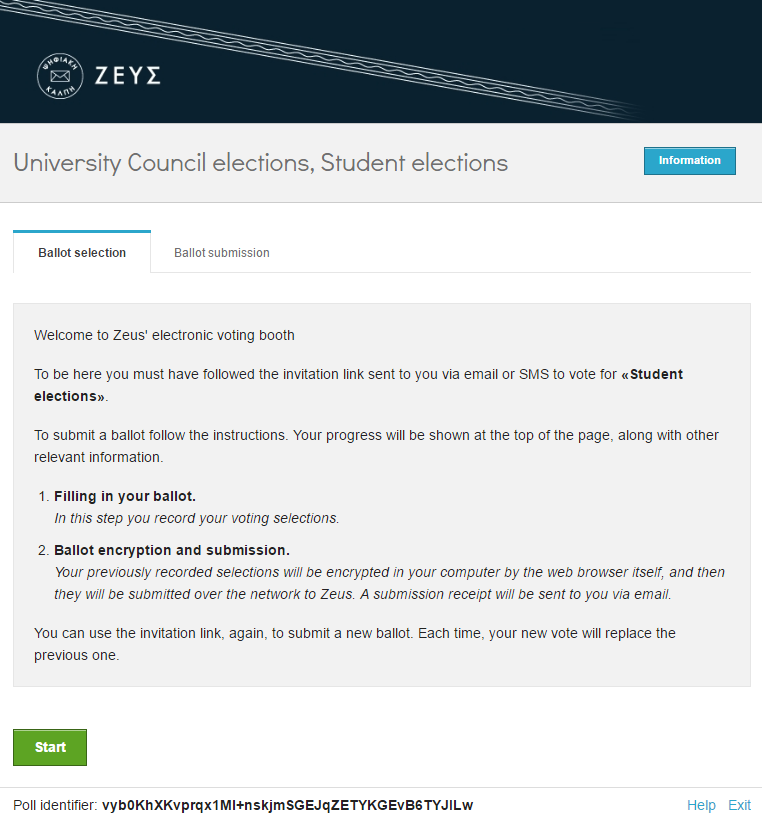 ΨΗΦΙΑΚΗ
ΚΑΛΠΗ
ΖΕΥΣ
University Council elections, Student elections
Information
Ballot selection
Ballot submission
Welcome to Zeus' electronic voting booth
To be here you must have followed the invitation link sent to you via email or SMS to vote for «Student
elections».
To submit a ballot follow the instructions. Your progress will be shown at the top of the page, along with other
relevant information.
1. Filling in your ballot.
In this step you record your voting selections.
2. Ballot encryption and submission.
Your previously recorded selections will be encrypted in your computer by the web browser itself, and then
they will be submitted over the network to Zeus. A submission receipt will be sent to you via email.
You can use the invitation link, again, to submit a new ballot. Each time, your new vote will replace the
previous one.
Start
Poll identifier: vyb0KhXKvprqx1MI+nskjmSGEJqZETYKGEvB6TYJILw
Help Exit